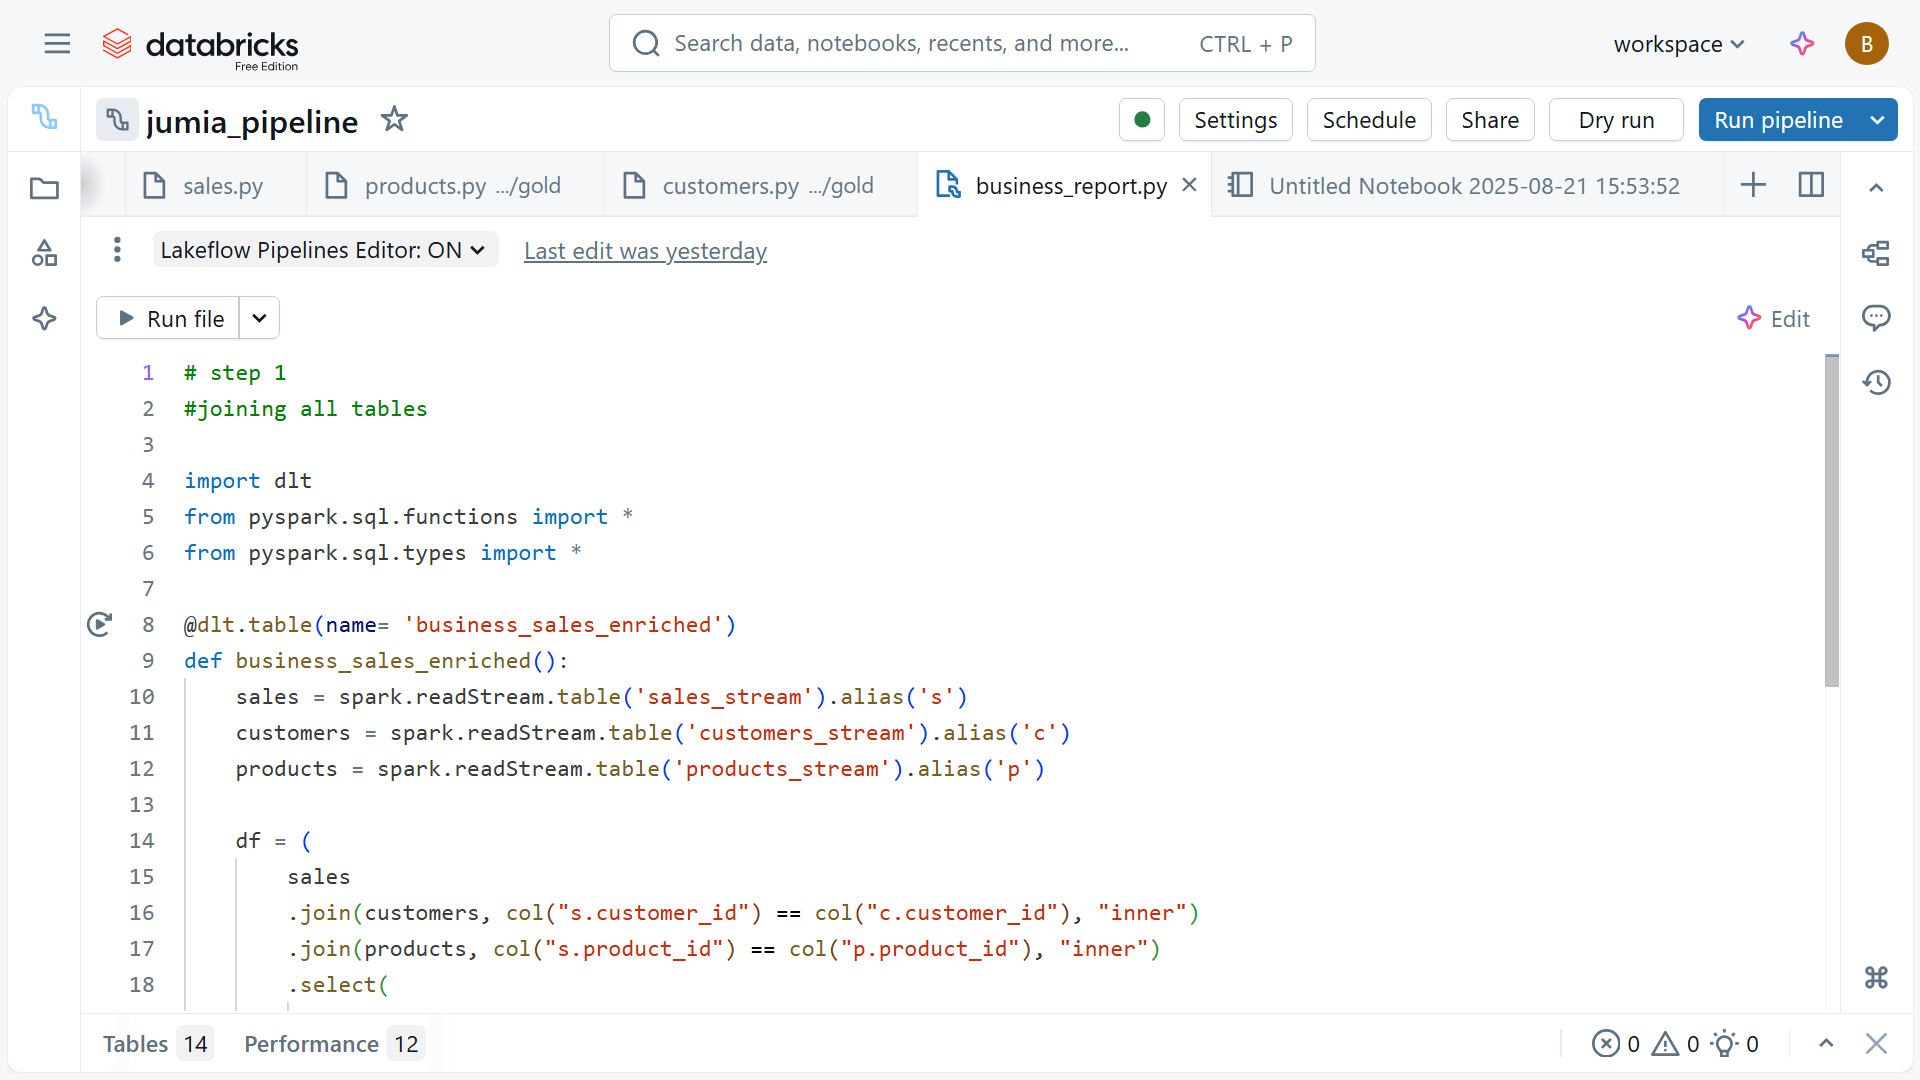 databricks
Free Edition
Search data, notebooks, recents, and more... CTRL + P
workspace
B
jumia_pipeline
Settings
Schedule
Share
Dry run
Run pipeline
sales.py
products.py .../gold
customers.py .../gold
business_report.py
Untitled Notebook 2025-08-21 15:53:52
Lakeflow Pipelines Editor: ON
Last edit was yesterday
Run file
Edit
1 # step 1
2 #joining all tables
3
4 import dlt
5 from pyspark.sql.functions import *
6 from pyspark.sql.types import *
7
8 @dlt.table(name= 'business_sales_enriched')
9 def business_sales_enriched():
10 sales = spark.readStream.table('sales_stream').alias('s')
11 customers = spark.readStream.table('customers_stream').alias('c')
12 products = spark.readStream.table('products_stream').alias('p')
13
14 df = (
15 sales
16 .join(customers, col("s.customer_id") == col("c.customer_id"), "inner")
17 .join(products, col("s.product_id") == col("p.product_id"), "inner")
18 .select(
Tables 14 Performance 12
0 0 0